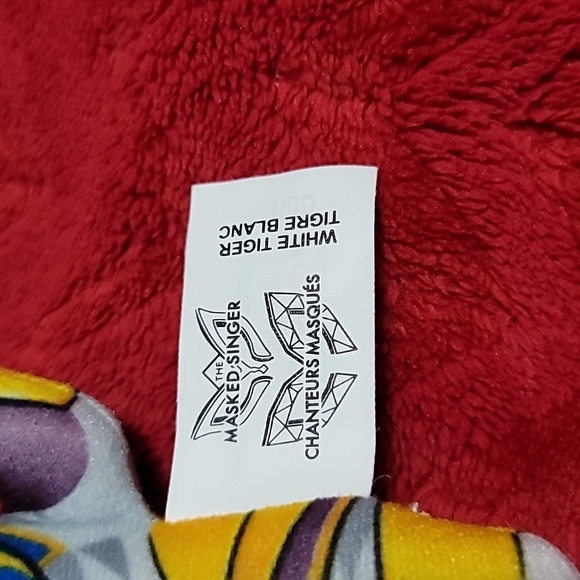 WHITE TIGER
TIGRE BLANC
THE
MASKED SINGER
CHANTEURS MASQUÉS